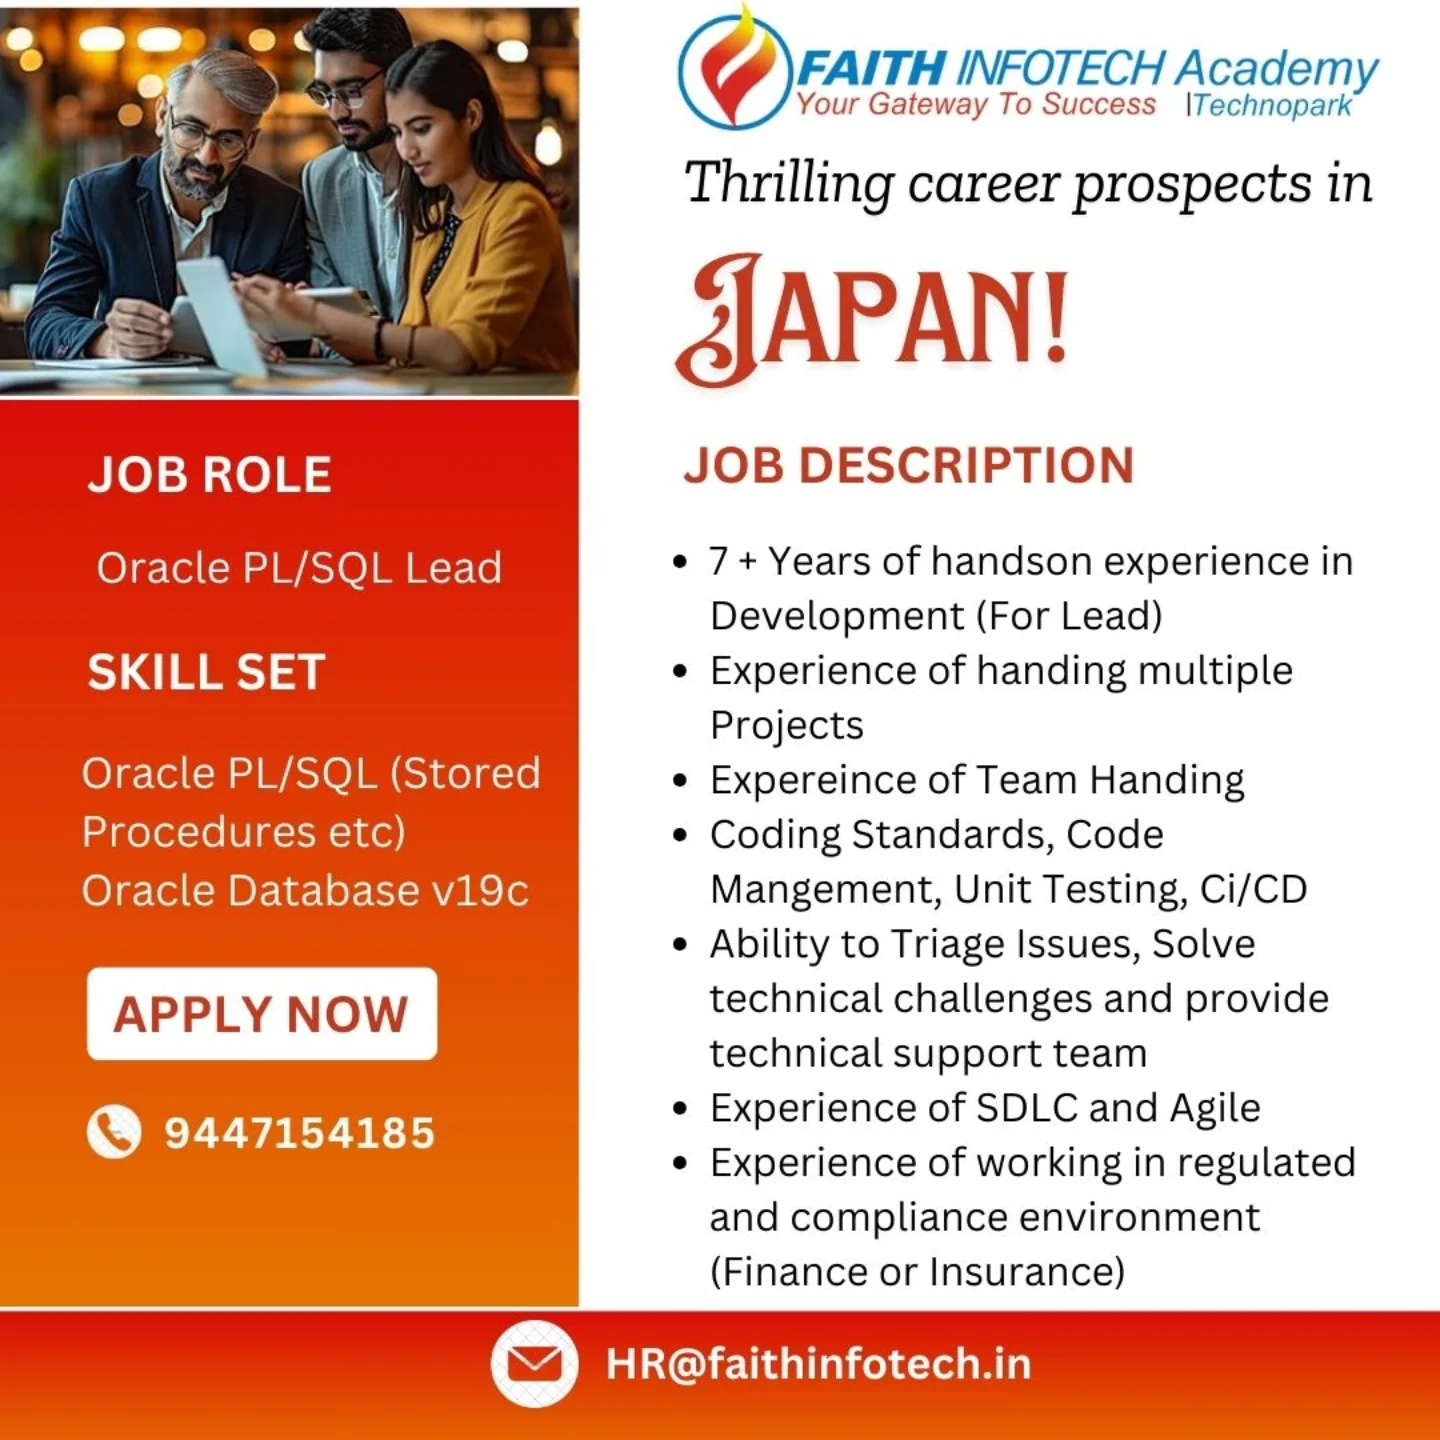 FAITH INFOTECH Academy
Your Gateway To Success |Technopark
Thrilling career prospects in
JAPAN!
JOB ROLE
Oracle PL/SQL Lead
SKILL SET
Oracle PL/SQL (Stored
Procedures etc)
Oracle Database v19c
APPLY NOW
9447154185
JOB DESCRIPTION
• 7 + Years of handson experience in
Development (For Lead)
• Experience of handing multiple
Projects
• Expereince of Team Handing
• Coding Standards, Code
Mangement, Unit Testing, Ci/CD
• Ability to Triage Issues, Solve
technical challenges and provide
technical support team
• Experience of SDLC and Agile
• Experience of working in regulated
and compliance environment
(Finance or Insurance)
HR@faithinfotech.in